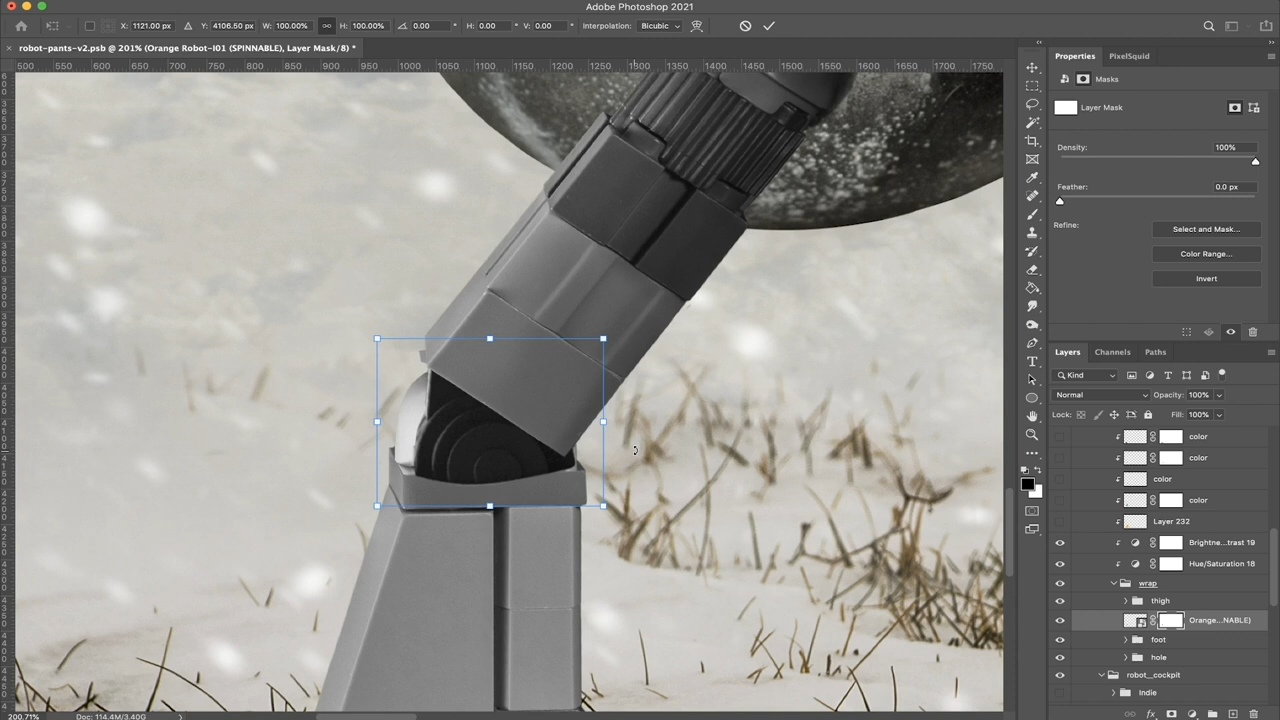 Adobe Photoshop 2021
X: 1121.00 px Y: 4106.50 px W: 100.00% H: 100.00% 0.00 ° H: 0.00 ° V: 0.00 ° Interpolation: Bicubic
robot-pants-v2.psb @ 201% (Orange Robot-I01 (SPINNABLE), Layer Mask/8) *
500 550 600 650 700 750 800 850 900 950 1000 1050 1100 1150 1200 1250 1300 1350 1400 1450 1500 1550 1600 1650 1700 1750
Properties PixelSquid
Masks
Layer Mask
Density: 100%
Feather: 0.0 px
Refine: Select and Mask...
Color Range...
Invert
Layers Channels Paths
Kind
Normal Opacity: 100%
Lock: Fill: 100%
color
color
color
color
Layer 232
Brightne...trast 19
Hue/Saturation 18
wrap
thigh
Orange...NABLE)
foot
hole
robot_cockpit
Indie
200.71% Doc: 114.4M/3.40G